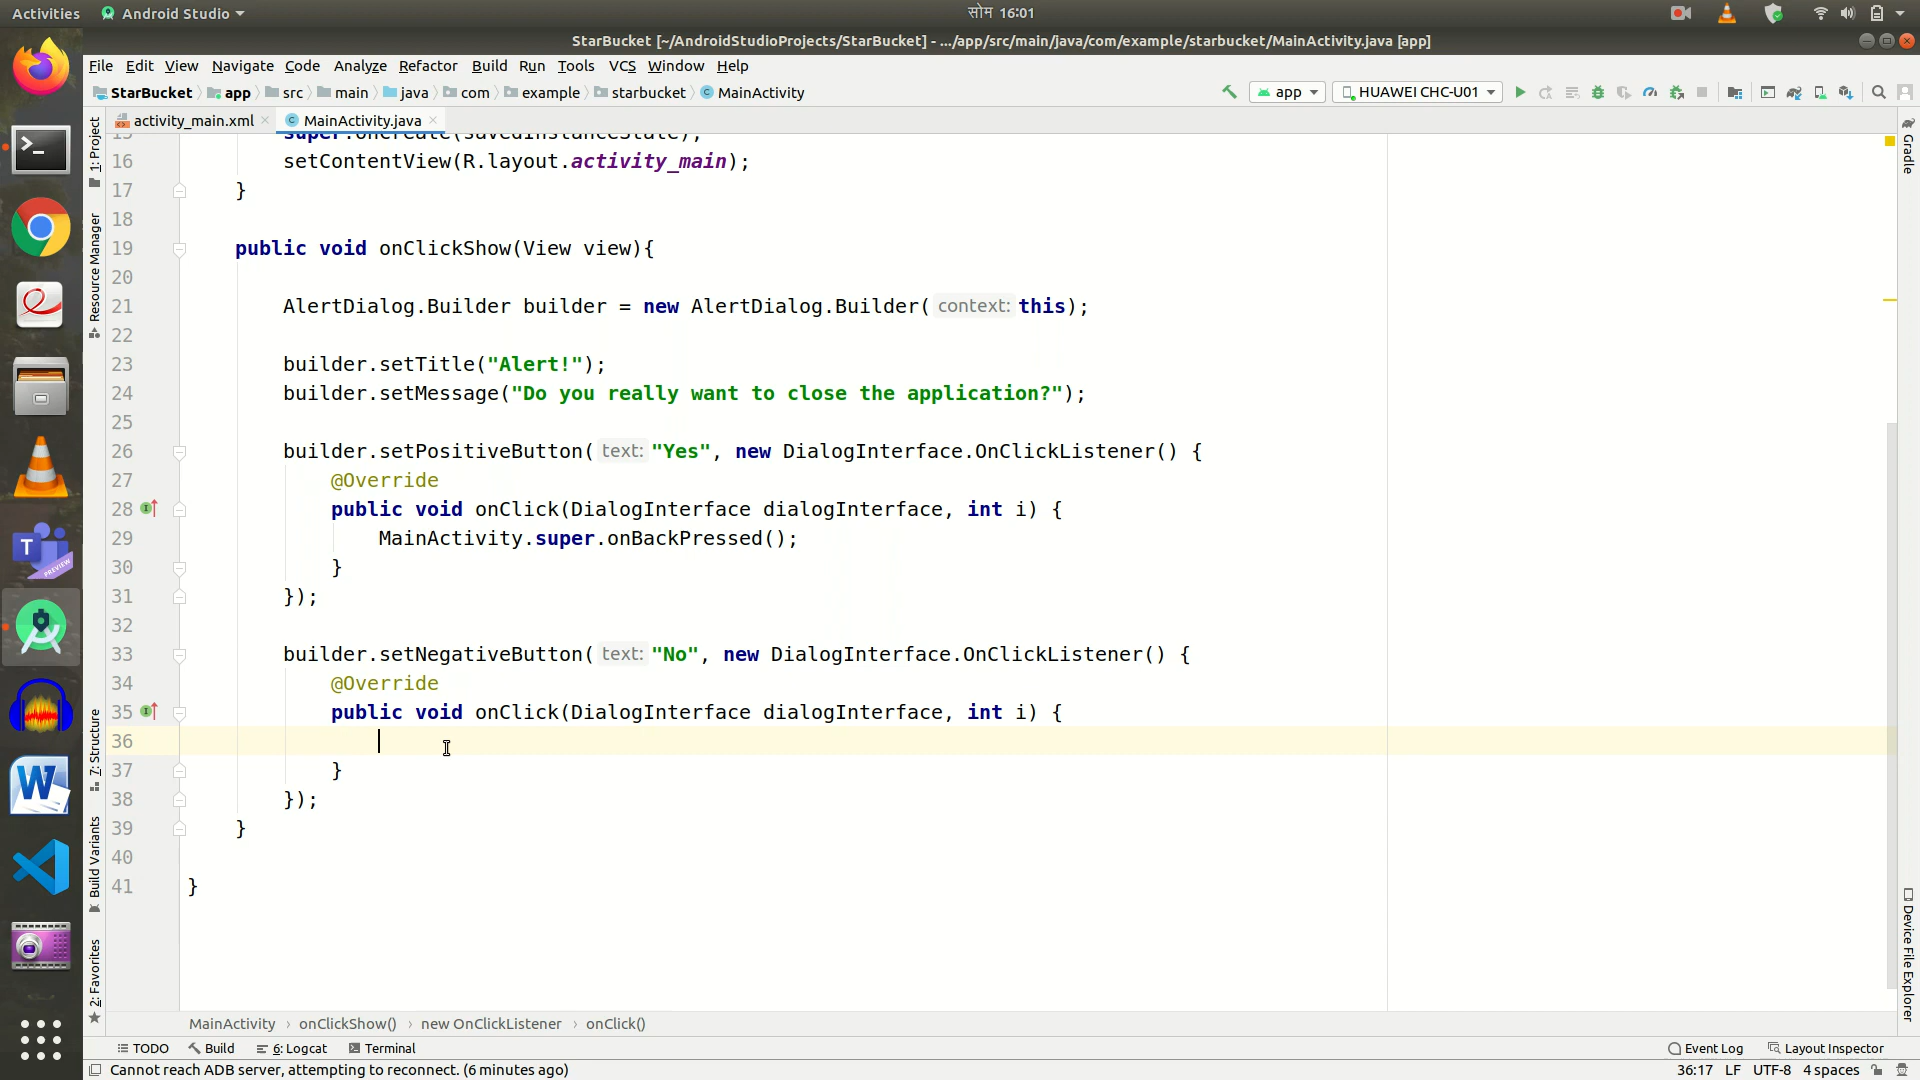 Activities
Android Studio
सोम 16:01
StarBucket [~/AndroidStudioProjects/StarBucket] - .../app/src/main/java/com/example/starbucket/MainActivity.java [app]
File Edit View Navigate Code Analyze Refactor Build Run Tools VCS Window Help
StarBucket app src main java com example starbucket MainActivity
app
HUAWEI CHC-U01
activity_main.xml
MainActivity.java
15 super.onCreate(savedInstanceState);
16 setContentView(R.layout.activity_main);
17 }
18
19 public void onClickShow(View view){
20
21 AlertDialog.Builder builder = new AlertDialog.Builder( context: this);
22
23 builder.setTitle("Alert!");
24 builder.setMessage("Do you really want to close the application?");
25
26 builder.setPositiveButton( text: "Yes", new DialogInterface.OnClickListener() {
27 @Override
28 public void onClick(DialogInterface dialogInterface, int i) {
29 MainActivity.super.onBackPressed();
30 }
31 });
32
33 builder.setNegativeButton( text: "No", new DialogInterface.OnClickListener() {
34 @Override
35 public void onClick(DialogInterface dialogInterface, int i) {
36
37 }
38 });
39 }
40
41 }
1: Project
Resource Manager
7: Structure
Build Variants
2: Favorites
Gradle
Device File Explorer
T
PREVIEW
W
MainActivity › onClickShow() › new OnClickListener › onClick()
TODO
Build
6: Logcat
Terminal
Event Log
Layout Inspector
Cannot reach ADB server, attempting to reconnect. (6 minutes ago)
36:17 LF UTF-8 4 spaces